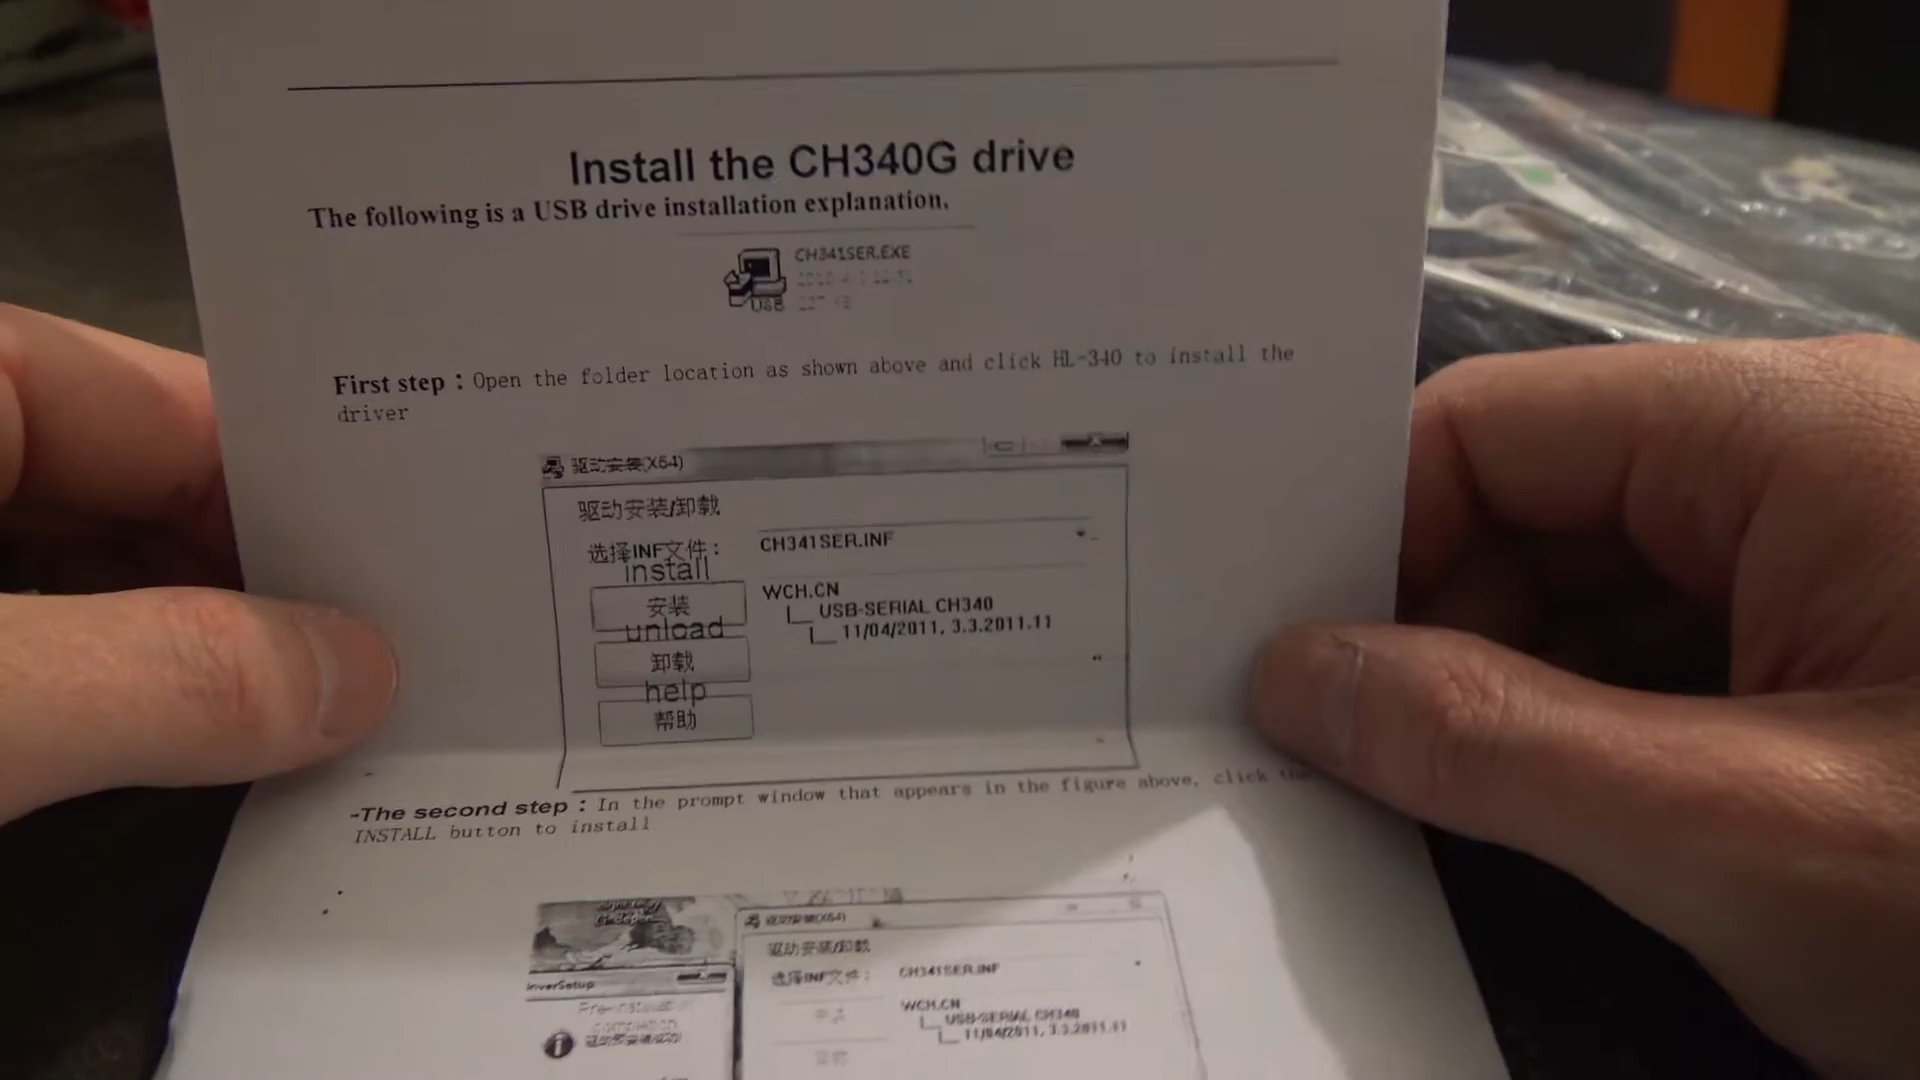 Install the CH340G drive
The following is a USB drive installation explanation.
CH341SER.EXE
USB
First step : Open the folder location as shown above and click HL-340 to install the
driver
驱动安装(X64)
驱动安装/卸载
选择INF文件 :
CH341SER.INF
install
安装
WCH.CN
USB-SERIAL CH340
11/04/2011, 3.3.2011.11
unload
卸载
help
帮助
-The second step : In the prompt window that appears in the figure above, click the
INSTALL button to install
驱动安装(X64)
驱动安装/卸载
选择INF文件 :
CH341SER.INF
WCH.CN
USB-SERIAL CH340
11/04/2011, 3.3.2011.11
iverSetup